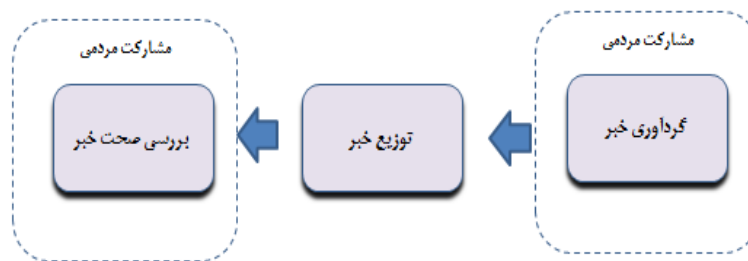 مشارکت مردمی
گردآوری خبر
توزیع خبر
مشارکت مردمی
بررسی صحت خبر